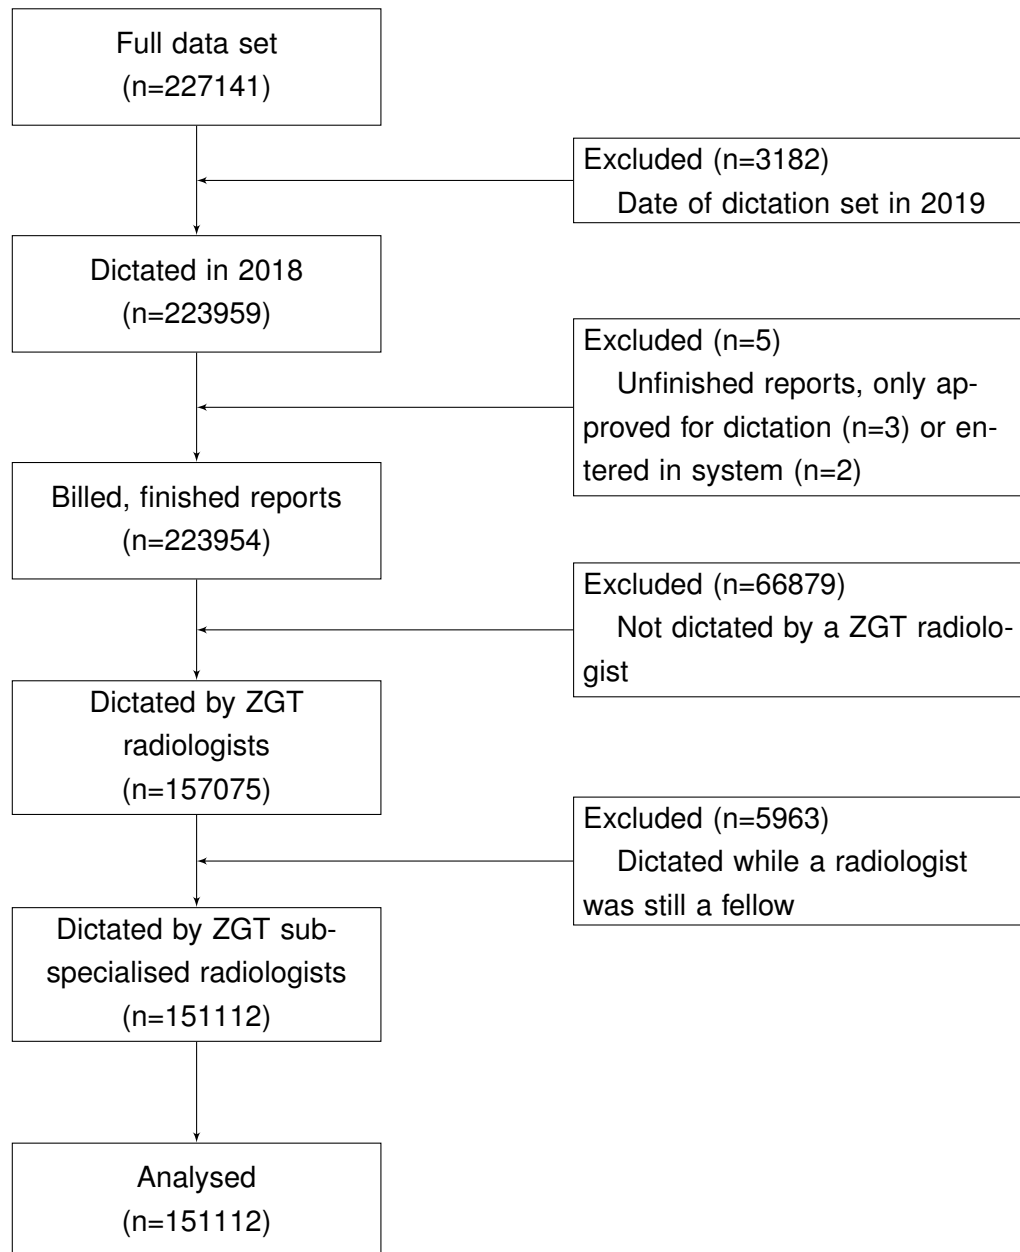 Full data set
(n=227141)
Excluded (n=3182)
Date of dictation set in 2019
Dictated in 2018
(n=223959)
Excluded (n=5)
Unfinished reports, only ap-
proved for dictation (n=3) or en-
tered in system (n=2)
Billed, finished reports
(n=223954)
Excluded (n=66879)
Not dictated by a ZGT radiolo-
gist
Dictated by ZGT
radiologists
(n=157075)
Excluded (n=5963)
Dictated while a radiologist
was still a fellow
Dictated by ZGT sub-
specialised radiologists
(n=151112)
Analysed
(n=151112)